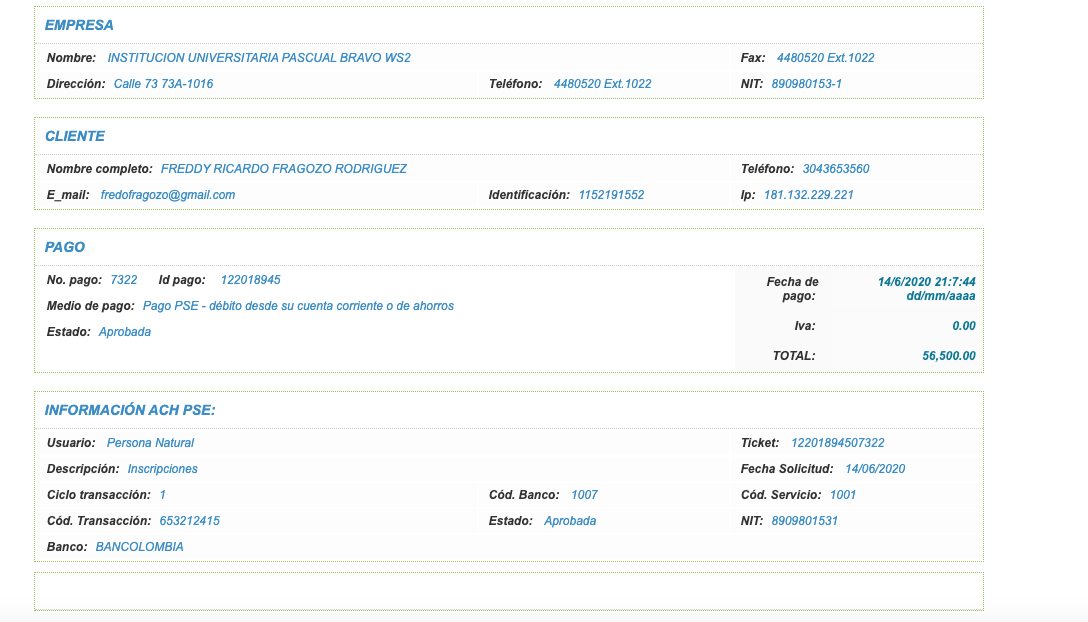 EMPRESA
Nombre: INSTITUCION UNIVERSITARIA PASCUAL BRAVO WS2 Fax: 4480520 Ext.1022
Dirección: Calle 73 73A-1016 Teléfono: 4480520 Ext.1022 NIT: 890980153-1
CLIENTE
Nombre completo: FREDDY RICARDO FRAGOZO RODRIGUEZ Teléfono: 3043653560
E_mail: fredofragozo@gmail.com Identificación: 1152191552 Ip: 181.132.229.221
PAGO
No. pago: 7322 Id pago: 122018945
Medio de pago: Pago PSE - débito desde su cuenta corriente o de ahorros
Estado: Aprobada
Fecha de 14/6/2020 21:7:44
pago: dd/mm/aaaa
Iva: 0.00
TOTAL: 56,500.00
INFORMACIÓN ACH PSE:
Usuario: Persona Natural Ticket: 12201894507322
Descripción: Inscripciones Fecha Solicitud: 14/06/2020
Ciclo transacción: 1 Cód. Banco: 1007 Cód. Servicio: 1001
Cód. Transacción: 653212415 Estado: Aprobada NIT: 8909801531
Banco: BANCOLOMBIA